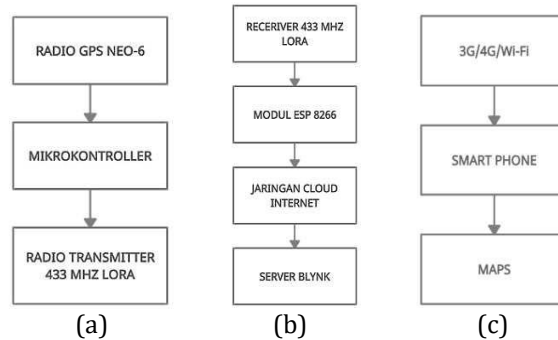 RADIO GPS NEO-6
MIKROKONTROLLER
RADIO TRANSMITTER
433 MHZ LORA
(a)
RECERIVER 433 MHZ
LORA
MODUL ESP 8266
JARINGAN CLOUD
INTERNET
SERVER BLYNK
(b)
3G/4G/Wi-Fi
SMART PHONE
MAPS
(c)